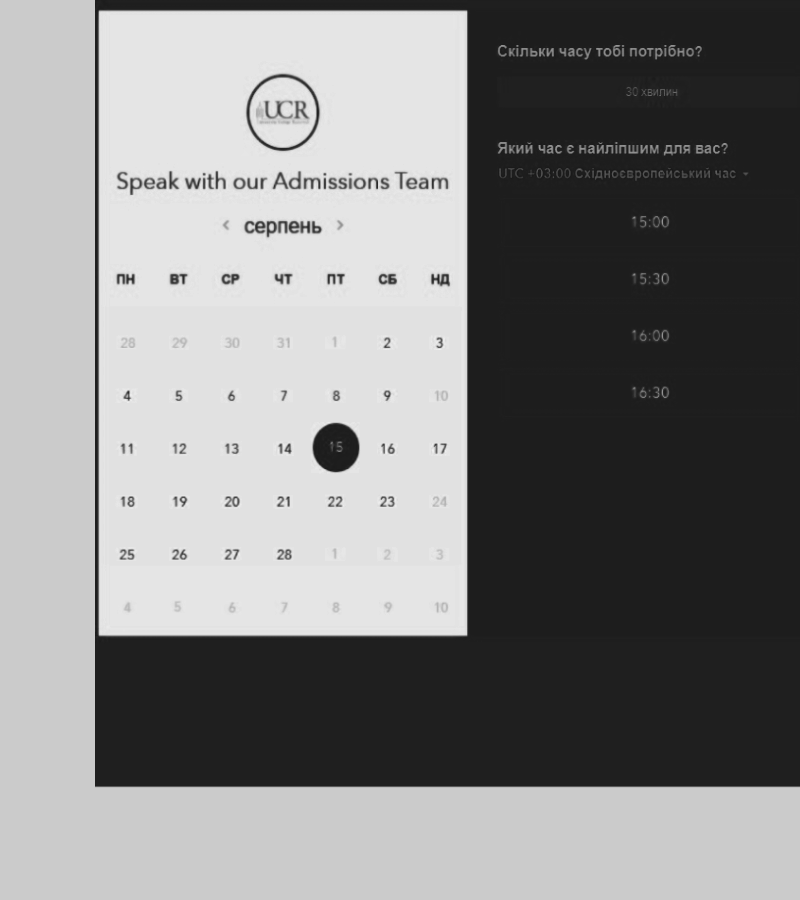 UCR
Speak with our Admissions Team
< серпень >
ПН ВТ СР ЧТ ПТ СБ НД
28 29 30 31 1 2 3
4 5 6 7 8 9 10
11 12 13 14 15 16 17
18 19 20 21 22 23 24
25 26 27 28 1 2 3
4 5 6 7 8 9 10
Скільки часу тобі потрібно?
30 хвилин
Який час є найліпшим для вас?
UTC +03:00 Східноєвропейський час
15:00
15:30
16:00
16:30